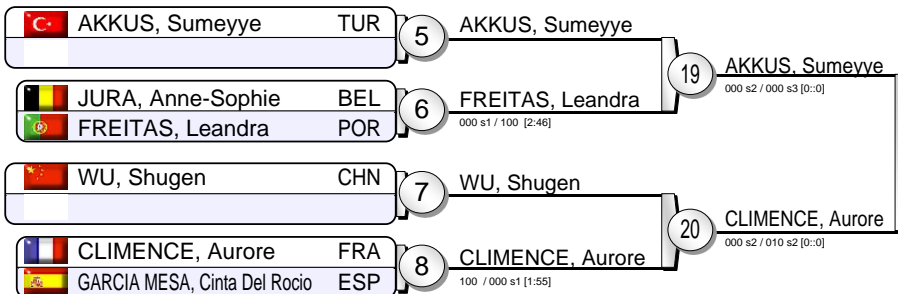 AKKUS, Sumeyye TUR
5
AKKUS, Sumeyye
JURA, Anne-Sophie BEL
FREITAS, Leandra POR
6
FREITAS, Leandra
000 s1 / 100 [2:46]
19
AKKUS, Sumeyye
000 s2 / 000 s3 [0::0]
WU, Shugen CHN
7
WU, Shugen
CLIMENCE, Aurore FRA
GARCIA MESA, Cinta Del Rocio ESP
8
CLIMENCE, Aurore
100 / 000 s1 [1:55]
20
CLIMENCE, Aurore
000 s2 / 010 s2 [0::0]